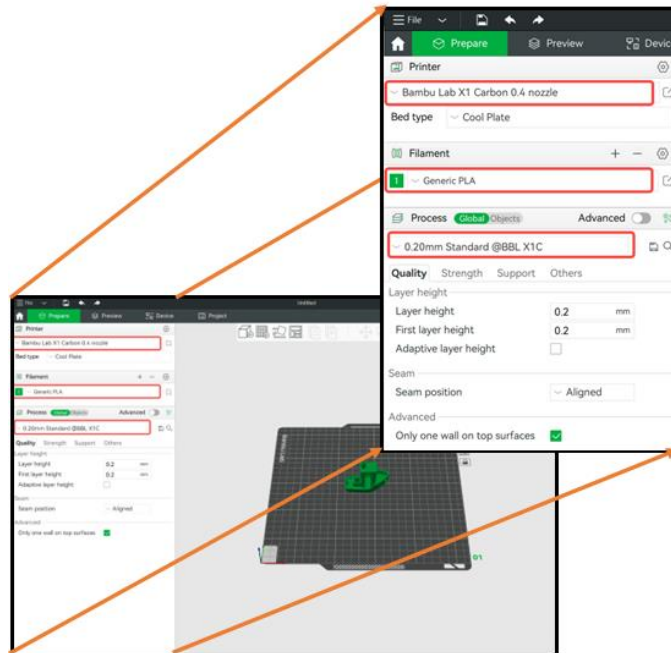 File
Prepare Preview Devic
Printer
Bambu Lab X1 Carbon 0.4 nozzle
Bed type Cool Plate
Filament + −
1 Generic PLA
Process Global Objects Advanced
0.20mm Standard @BBL X1C
Quality Strength Support Others
Layer height
Layer height 0.2 mm
First layer height 0.2 mm
Adaptive layer height
Seam
Seam position Aligned
Advanced
Only one wall on top surfaces
File Untitled
Prepare Preview Device Project
Printer
Bambu Lab X1 Carbon 0.4 nozzle
Bed type Cool Plate
Filament + −
1 Generic PLA
Process Global Objects Advanced
0.20mm Standard @BBL X1C
Quality Strength Support Others
Layer height
Layer height 0.2 mm
First layer height 0.2 mm
Adaptive layer height
Seam
Seam position Aligned
Advanced
Only one wall on top surfaces
01